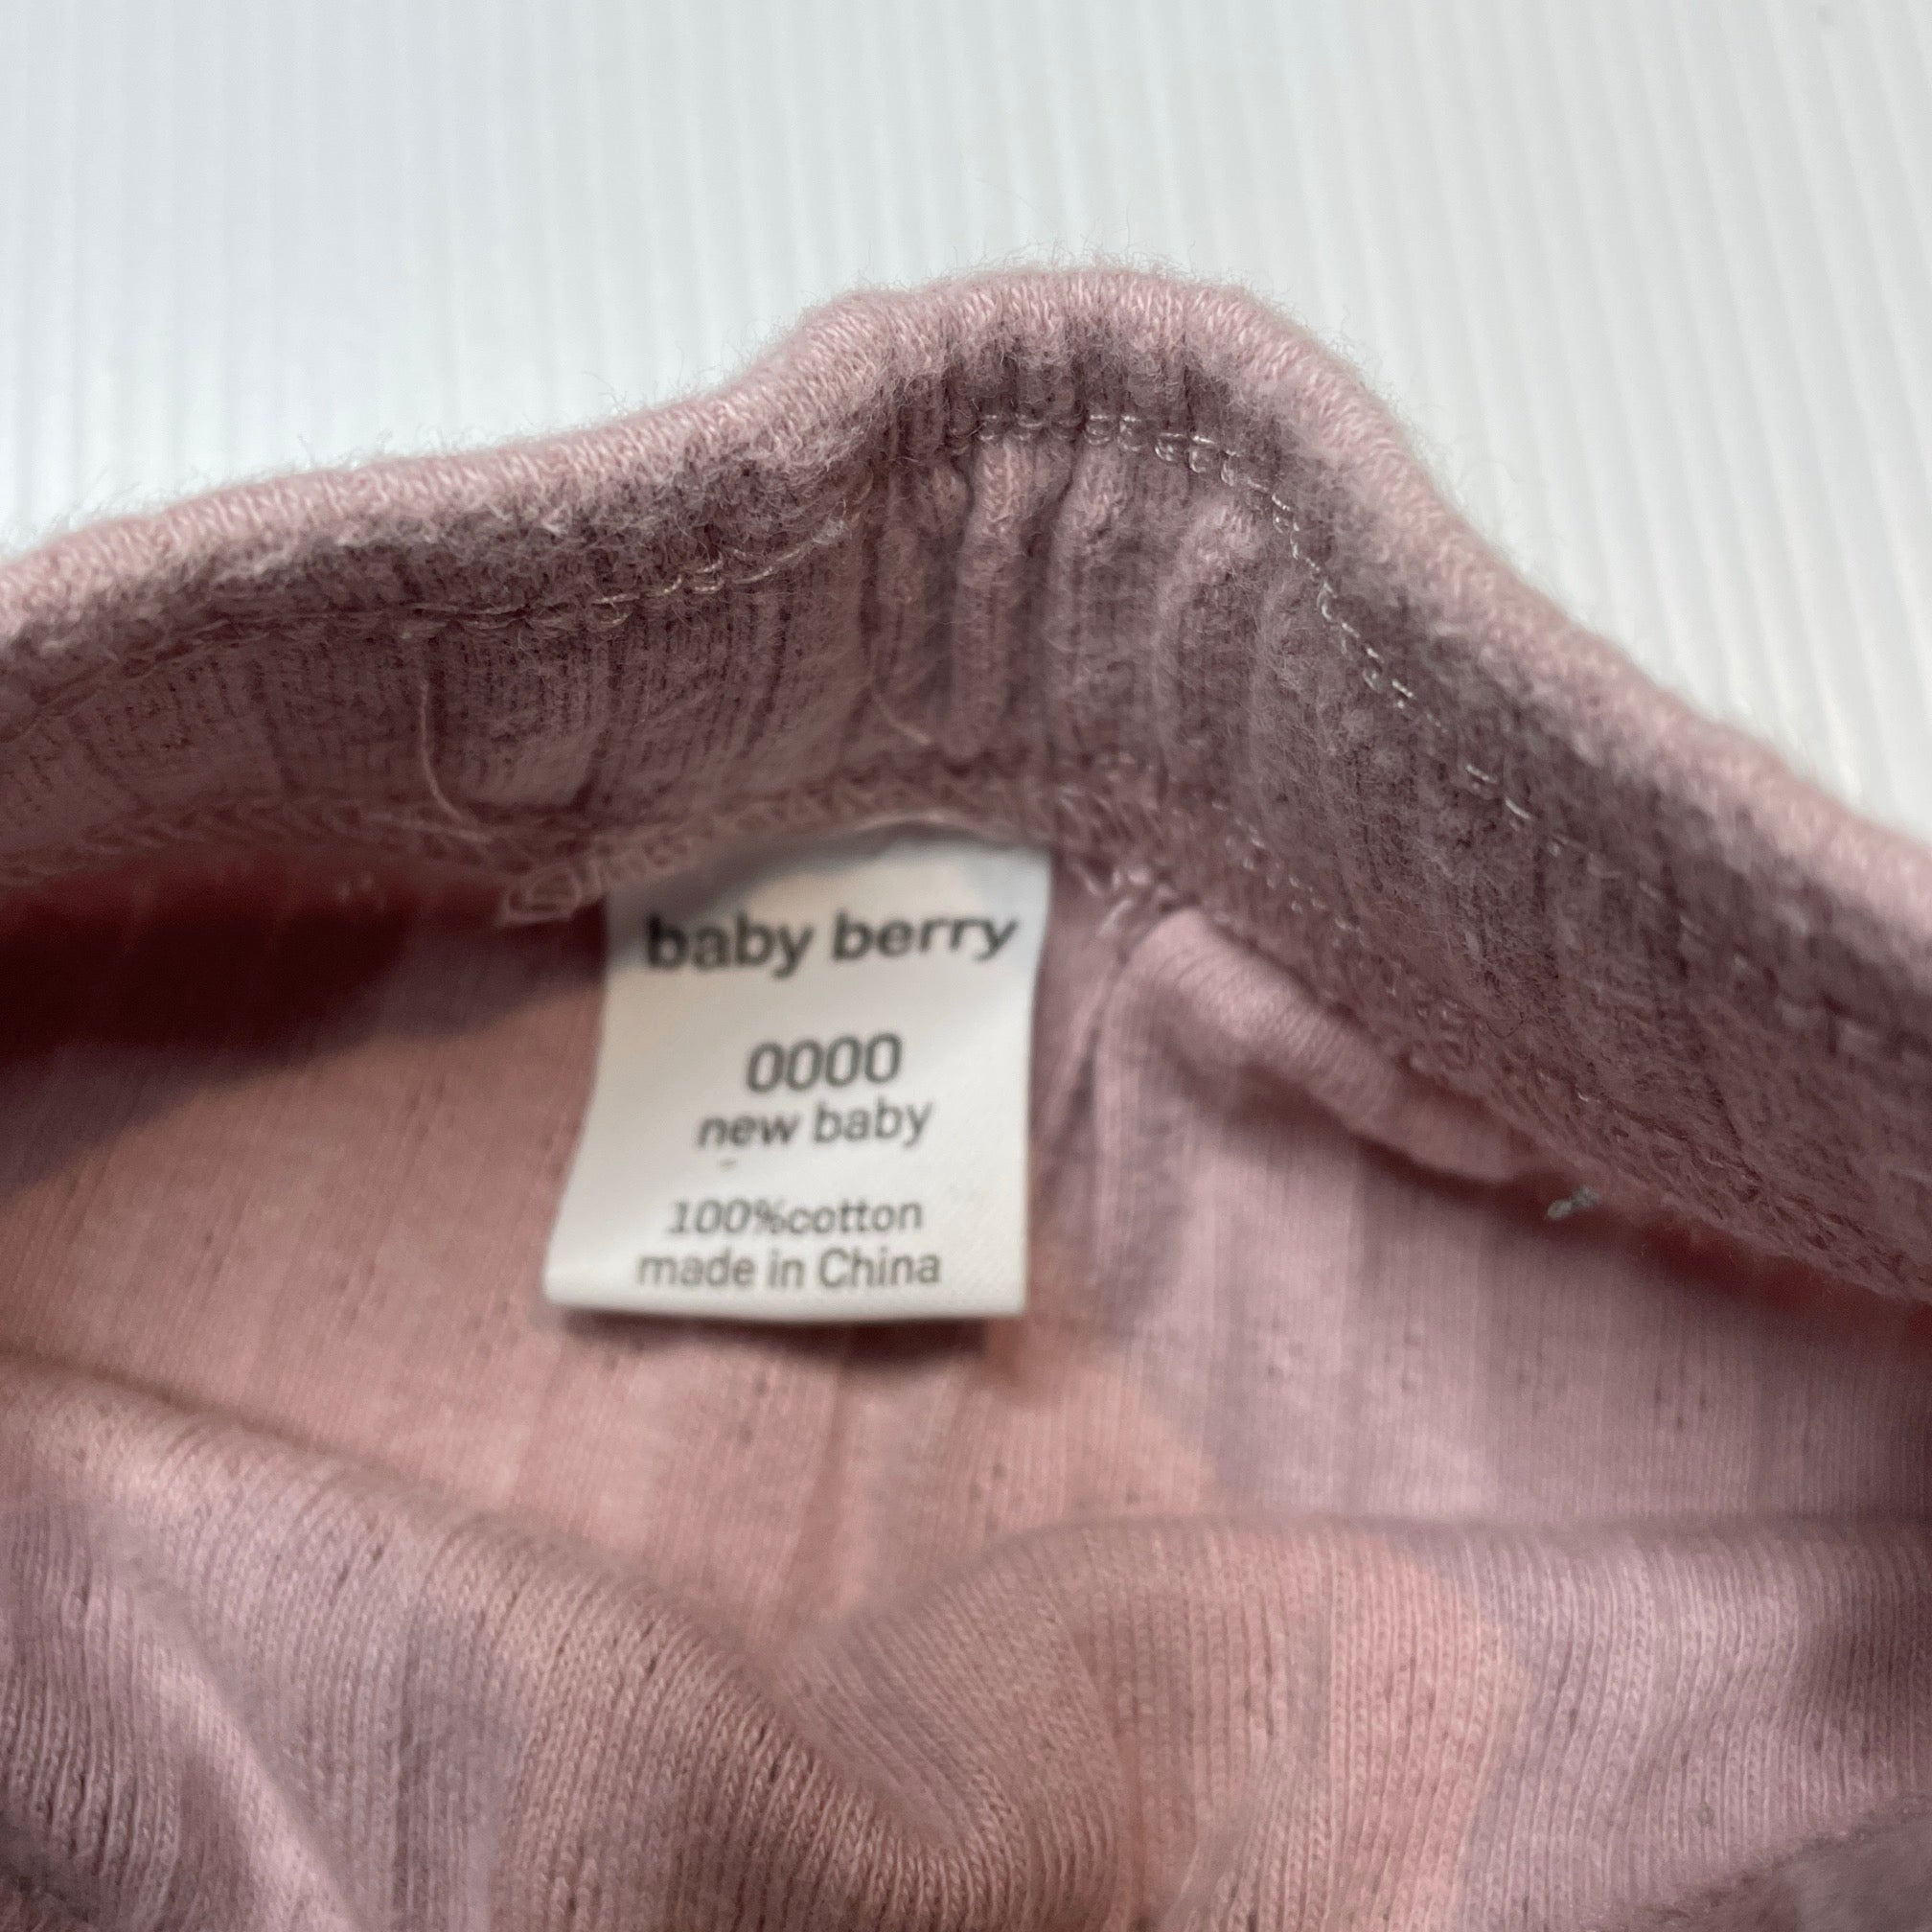 baby berry
0000
new baby
100%cotton
made in China